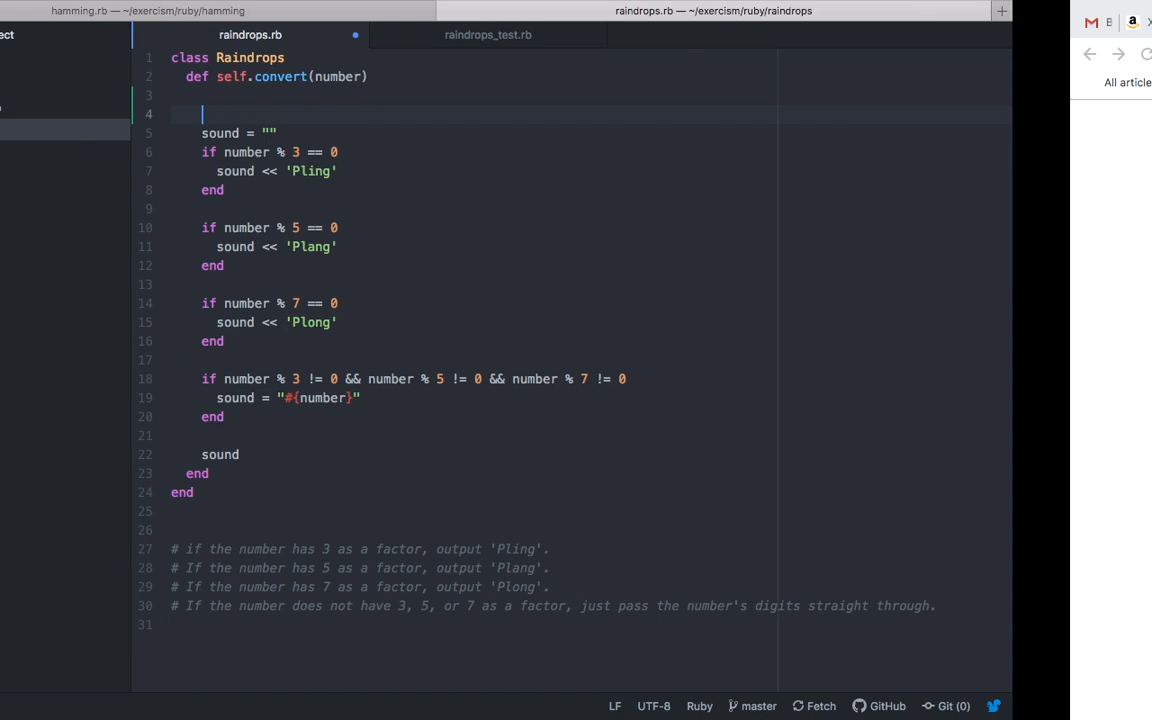 hamming.rb — ~/exercism/ruby/hamming
raindrops.rb — ~/exercism/ruby/raindrops
+
B
ect
raindrops.rb
raindrops_test.rb
All article
1 class Raindrops
2 def self.convert(number)
3
4
5 sound = ""
6 if number % 3 == 0
7 sound << 'Pling'
8 end
9
10 if number % 5 == 0
11 sound << 'Plang'
12 end
13
14 if number % 7 == 0
15 sound << 'Plong'
16 end
17
18 if number % 3 != 0 && number % 5 != 0 && number % 7 != 0
19 sound = "#{number}"
20 end
21
22 sound
23 end
24 end
25
26
27 # if the number has 3 as a factor, output 'Pling'.
28 # If the number has 5 as a factor, output 'Plang'.
29 # If the number has 7 as a factor, output 'Plong'.
30 # If the number does not have 3, 5, or 7 as a factor, just pass the number's digits straight through.
31
LF UTF-8 Ruby master Fetch GitHub Git (0)